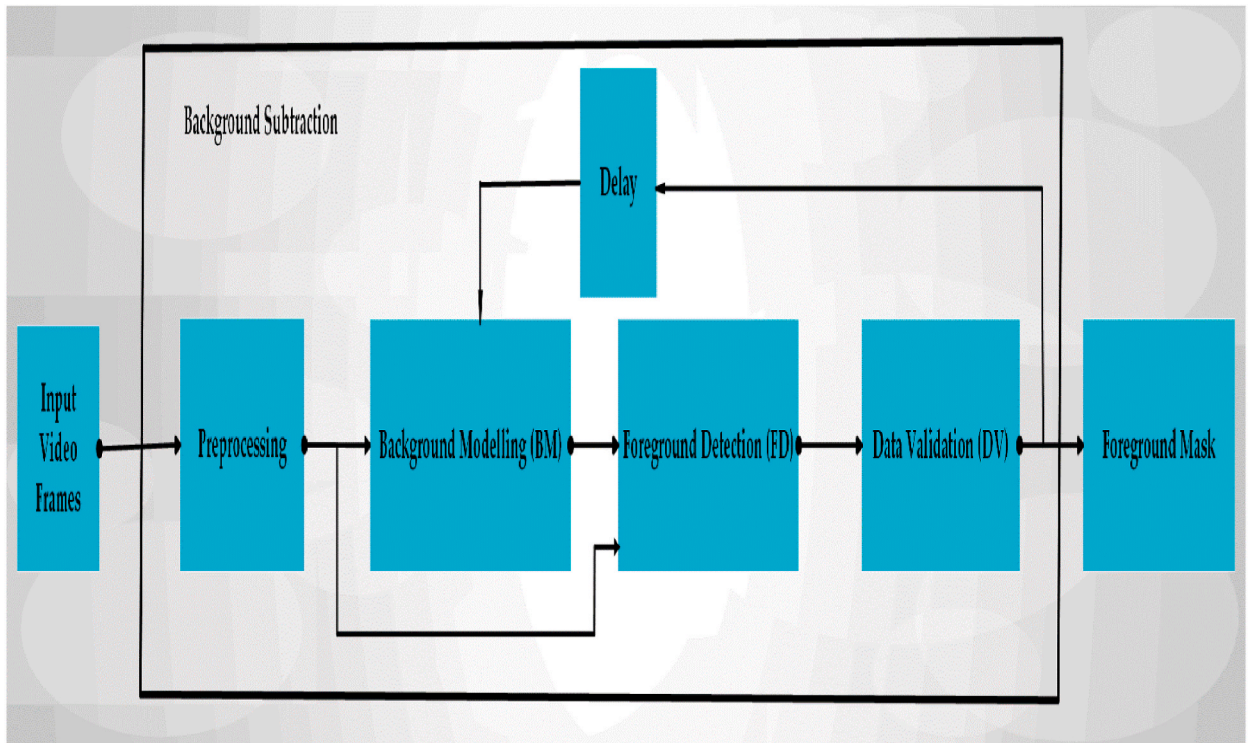 Background Subtraction
Delay
Input
Video
Frames
Preprocessing
Background Modelling (BM)
Foreground Detection (FD)
Data Validation (DV)
Foreground Mask